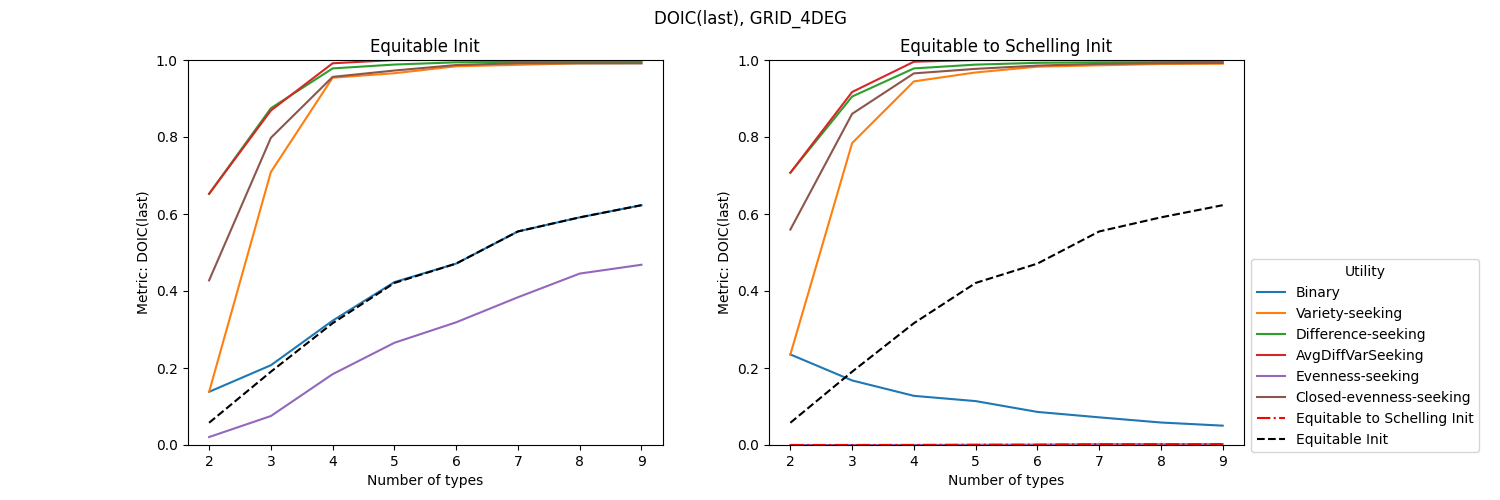 DOIC(last), GRID_4DEG
Equitable Init
1.0
0.8
0.6
0.4
0.2
0.0
Metric: DOIC(last)
2 3 4 5 6 7 8 9
Number of types
Equitable to Schelling Init
1.0
0.8
0.6
0.4
0.2
0.0
Metric: DOIC(last)
2 3 4 5 6 7 8 9
Number of types
Utility
Binary
Variety-seeking
Difference-seeking
AvgDiffVarSeeking
Evenness-seeking
Closed-evenness-seeking
Equitable to Schelling Init
Equitable Init